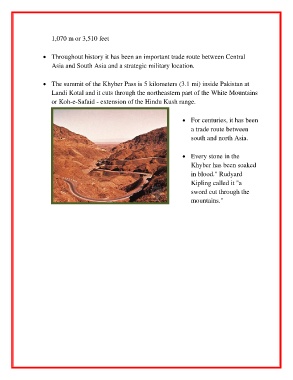 1,070 m or 3,510 feet
• Throughout history it has been an important trade route between Central
Asia and South Asia and a strategic military location.
• The summit of the Khyber Pass is 5 kilometers (3.1 mi) inside Pakistan at
Landi Kotal and it cuts through the northeastern part of the White Mountains
or Koh-e-Safaid - extension of the Hindu Kush range.
• For centuries, it has been
a trade route between
south and north Asia.
• Every stone in the
Khyber has been soaked
in blood." Rudyard
Kipling called it "a
sword cut through the
mountains."